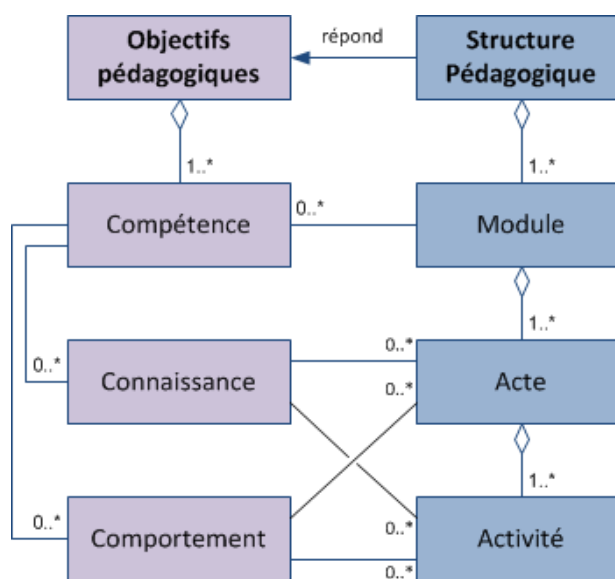 Objectifs
pédagogiques
répond
Structure
Pédagogique
1..*
1..*
Compétence
0..*
Module
1..*
0..*
Connaissance
0..*
0..*
Acte
1..*
0..*
Comportement
0..*
0..*
Activité